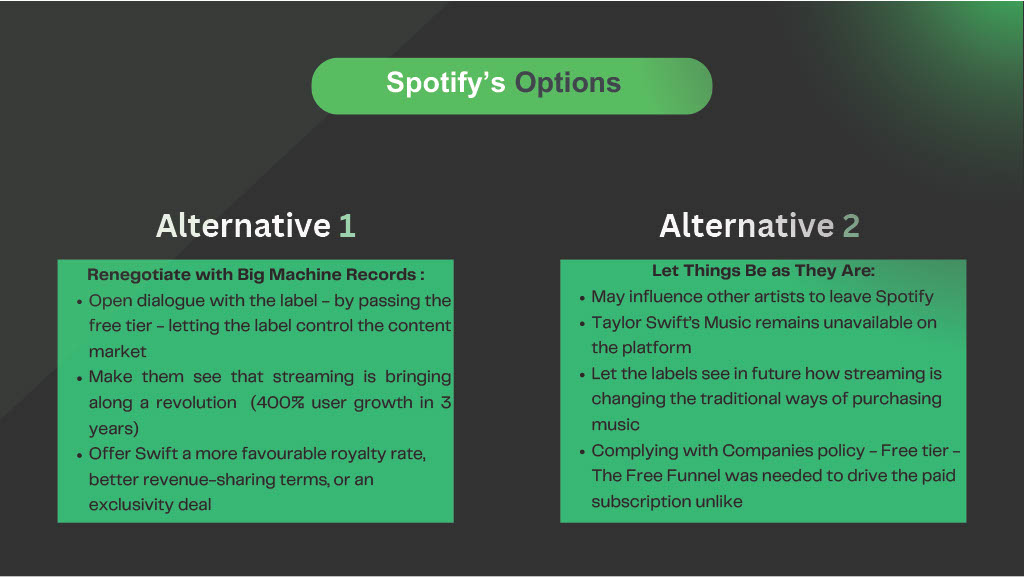 Spotify’s Options
Alternative 1
Renegotiate with Big Machine Records :
• Open dialogue with the label - by passing the
free tier - letting the label control the content
market
• Make them see that streaming is bringing
along a revolution (400% user growth in 3
years)
• Offer Swift a more favourable royalty rate,
better revenue-sharing terms, or an
exclusivity deal
Alternative 2
Let Things Be as They Are:
• May influence other artists to leave Spotify
• Taylor Swift’s Music remains unavailable on
the platform
• Let the labels see in future how streaming is
changing the traditional ways of purchasing
music
• Complying with Companies policy - Free tier -
The Free Funnel was needed to drive the paid
subscription unlike